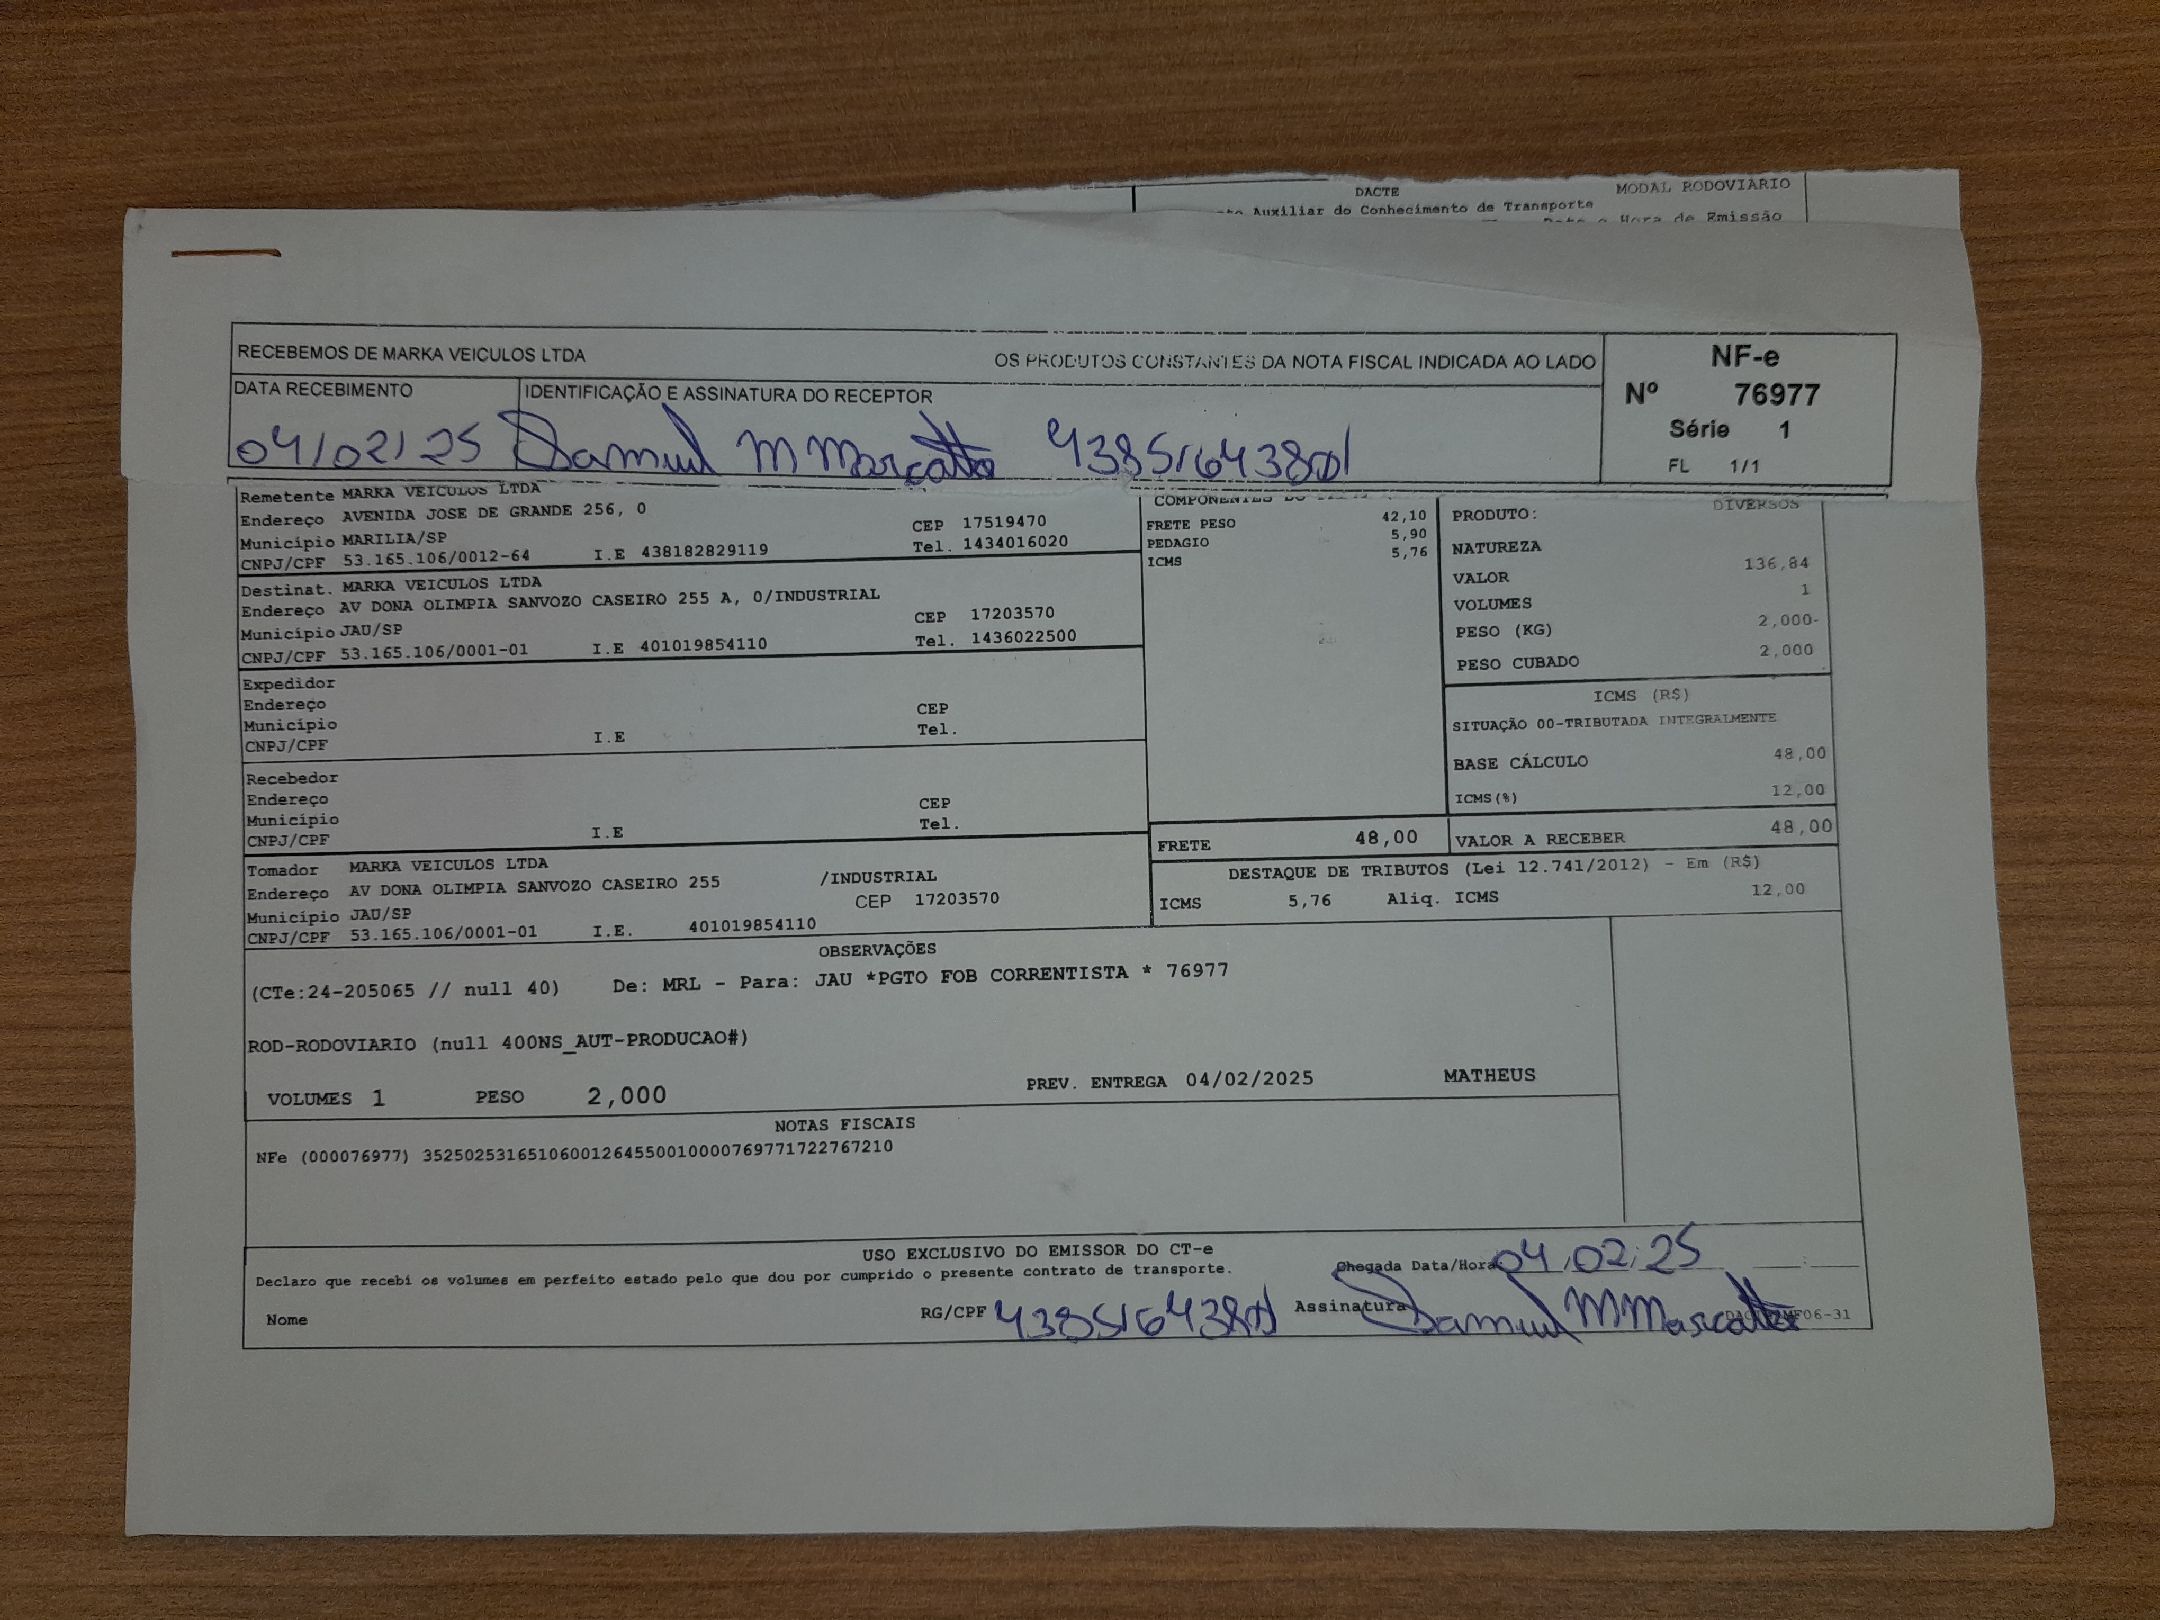 DACTE
MODAL RODOVIÁRIO
Auxiliar do Conhecimento de Transporte
Hora de Emissão
RECEBEMOS DE MARKA VEICULOS LTDA OS PRODUTOS CONSTANTES DA NOTA FISCAL INDICADA AO LADO
NF-e
Nº 76977
Série 1
FL 1/1
DATA RECEBIMENTO
IDENTIFICAÇÃO E ASSINATURA DO RECEPTOR
04/02/25 Samuel M Marcatto
Remetente MARKA VEICULOS LTDA
Endereço AVENIDA JOSE DE GRANDE 256, 0
CEP 17519470
Município MARILIA/SP
Tel. 1434016020
CNPJ/CPF 53.165.106/0012-64 I.E 438182829119
Destinat. MARKA VEICULOS LTDA
Endereço AV DONA OLIMPIA SANVOZO CASEIRO 255 A, 0/INDUSTRIAL
CEP 17203570
Município JAU/SP
Tel. 1436022500
CNPJ/CPF 53.165.106/0001-01 I.E 401019854110
Expedidor
Endereço
CEP
Município
Tel.
CNPJ/CPF I.E
Recebedor
Endereço
CEP
Município
Tel.
CNPJ/CPF I.E
Tomador MARKA VEICULOS LTDA
Endereço AV DONA OLIMPIA SANVOZO CASEIRO 255 /INDUSTRIAL
Município JAU/SP CEP 17203570
CNPJ/CPF 53.165.106/0001-01 I.E. 401019854110
FRETE PESO 42,10
PEDAGIO 5,90
ICMS 5,76
PRODUTO: DIVERSOS
NATUREZA
VALOR 136,84
VOLUMES 1
PESO (KG) 2,000
PESO CUBADO 2,000
ICMS (R$)
SITUAÇÃO 00-TRIBUTADA INTEGRALMENTE
BASE CÁLCULO 48,00
ICMS(%) 12,00
FRETE 48,00
VALOR A RECEBER 48,00
DESTAQUE DE TRIBUTOS (Lei 12.741/2012) - Em (R$)
ICMS 5,76 Aliq. ICMS 12,00
OBSERVAÇÕES
(CTe:24-205065 // null 40) De: MRL - Para: JAU *PGTO FOB CORRENTISTA * 76977
ROD-RODOVIARIO (null 400NS_AUT-PRODUCAO#)
VOLUMES 1 PESO 2,000 PREV. ENTREGA 04/02/2025 MATHEUS
NOTAS FISCAIS
NFe (000076977) 35250253165106001264550010000769771722767210
USO EXCLUSIVO DO EMISSOR DO CT-e
Declaro que recebi os volumes em perfeito estado pelo que dou por cumprido o presente contrato de transporte.
Chegada Data/Hora 04/02/25
Nome
RG/CPF
Assinatura Samuel M Marcatto